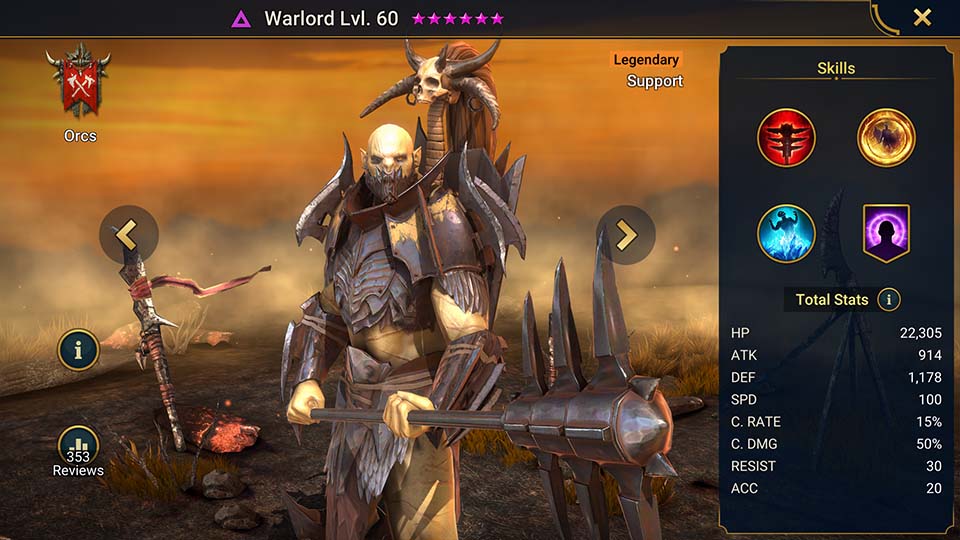 Warlord Lvl. 60
Orcs
Legendary
Support
353
Reviews
Skills
Total Stats
HP 22,305
ATK 914
DEF 1,178
SPD 100
C. RATE 15%
C. DMG 50%
RESIST 30
ACC 20